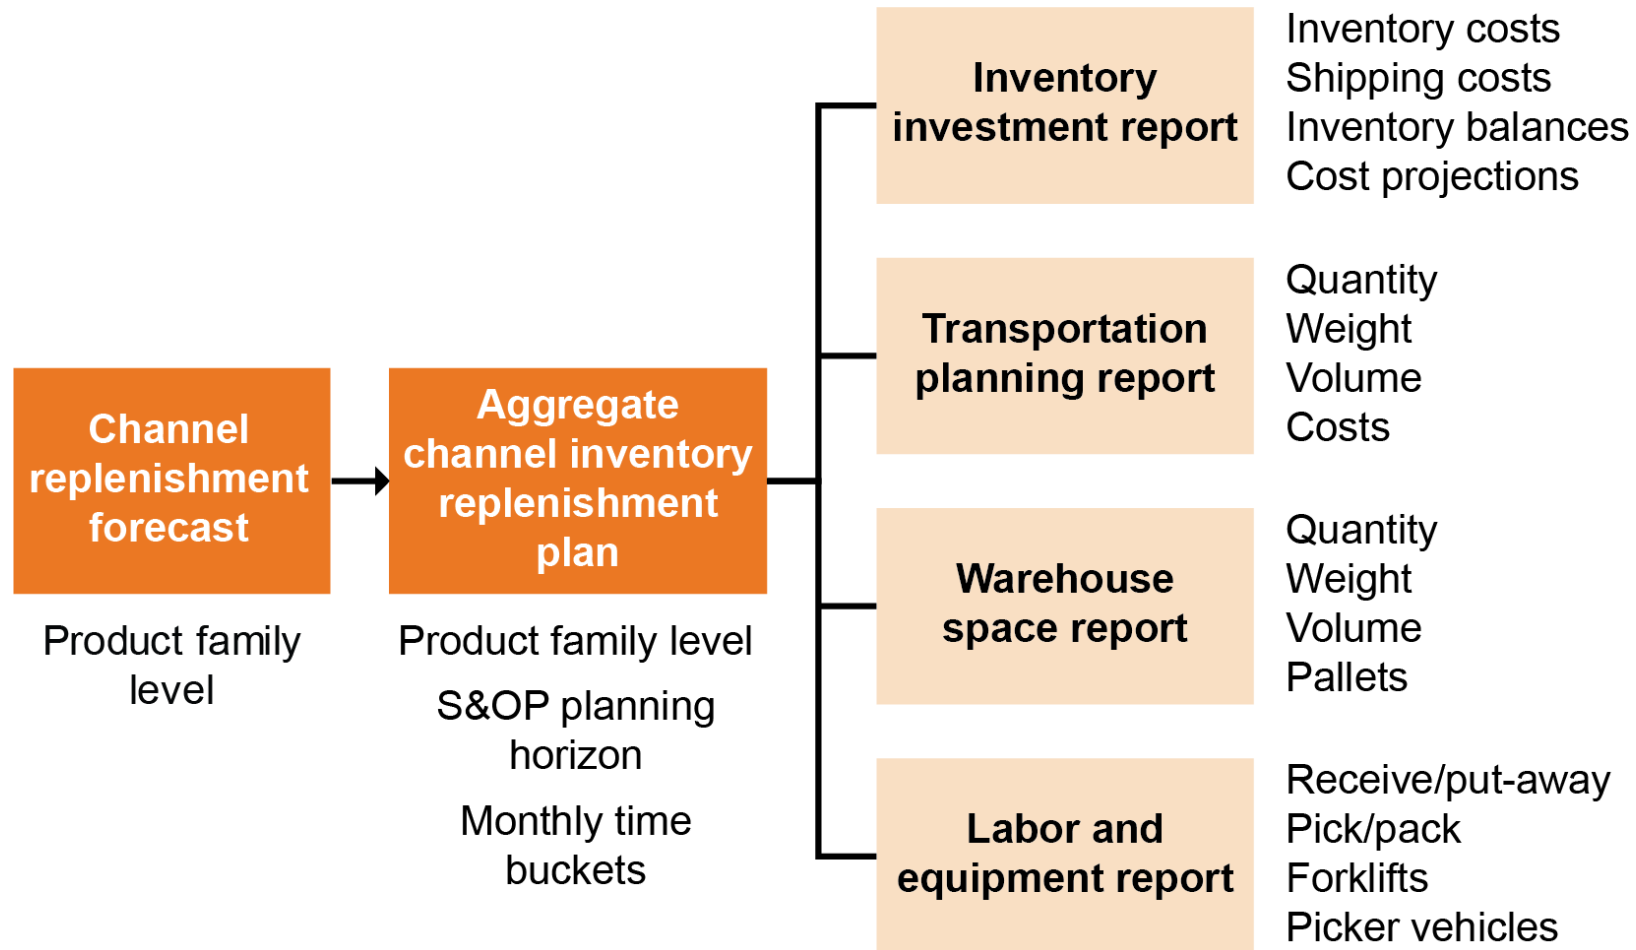 Channel
replenishment
forecast
Product family
level
Aggregate
channel inventory
replenishment
plan
Product family level
S&OP planning
horizon
Monthly time
buckets
Inventory
investment report
Inventory costs
Shipping costs
Inventory balances
Cost projections
Transportation
planning report
Quantity
Weight
Volume
Costs
Warehouse
space report
Quantity
Weight
Volume
Pallets
Labor and
equipment report
Receive/put-away
Pick/pack
Forklifts
Picker vehicles